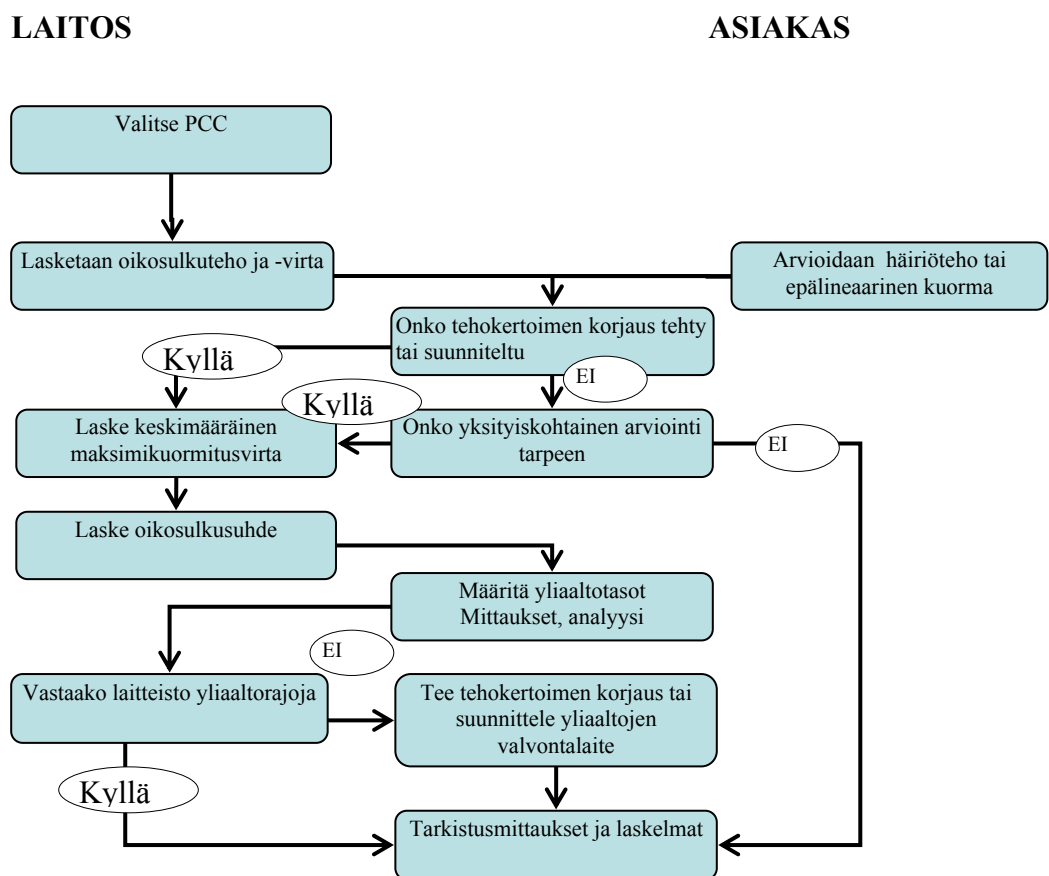 LAITOS
ASIAKAS
Valitse PCC
Lasketaan oikosulkuteho ja -virta
Arvioidaan häiriöteho tai
epälineaarinen kuorma
Onko tehokertoimen korjaus tehty
tai suunniteltu
Kyllä
EI
Kyllä
Laske keskimääräinen
maksimikuormitusvirta
Onko yksityiskohtainen arviointi
tarpeen
EI
Laske oikosulkusuhde
Määritä yliaaltotasot
Mittaukset, analyysi
EI
Vastaako laitteisto yliaaltorajoja
Tee tehokertoimen korjaus tai
suunnittele yliaaltojen
valvontalaite
Kyllä
Tarkistusmittaukset ja laskelmat